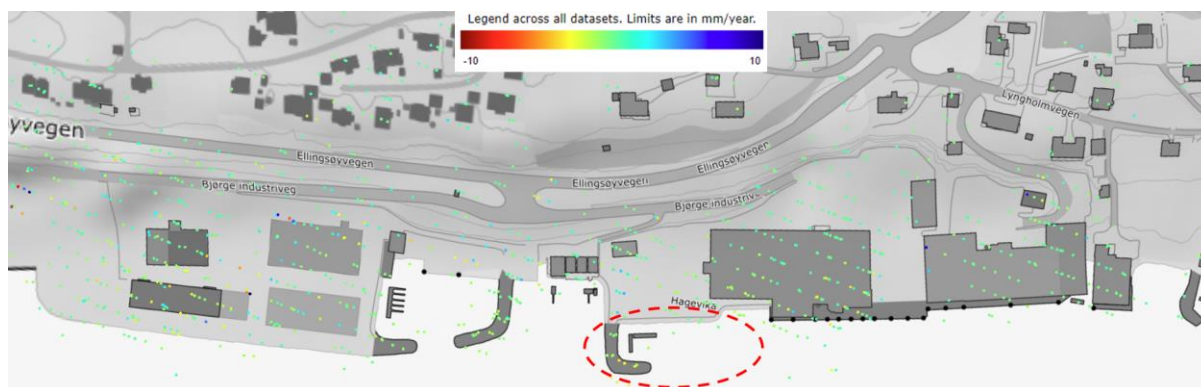 Legend across all datasets. Limits are in mm/year.
-10 10
Lyngholmvegen
yvegen
Ellingsøyvegen
Ellingsøyvegen
Ellingsøyvegen
Bjørge industriveg
Bjørge industriv
Hagevika